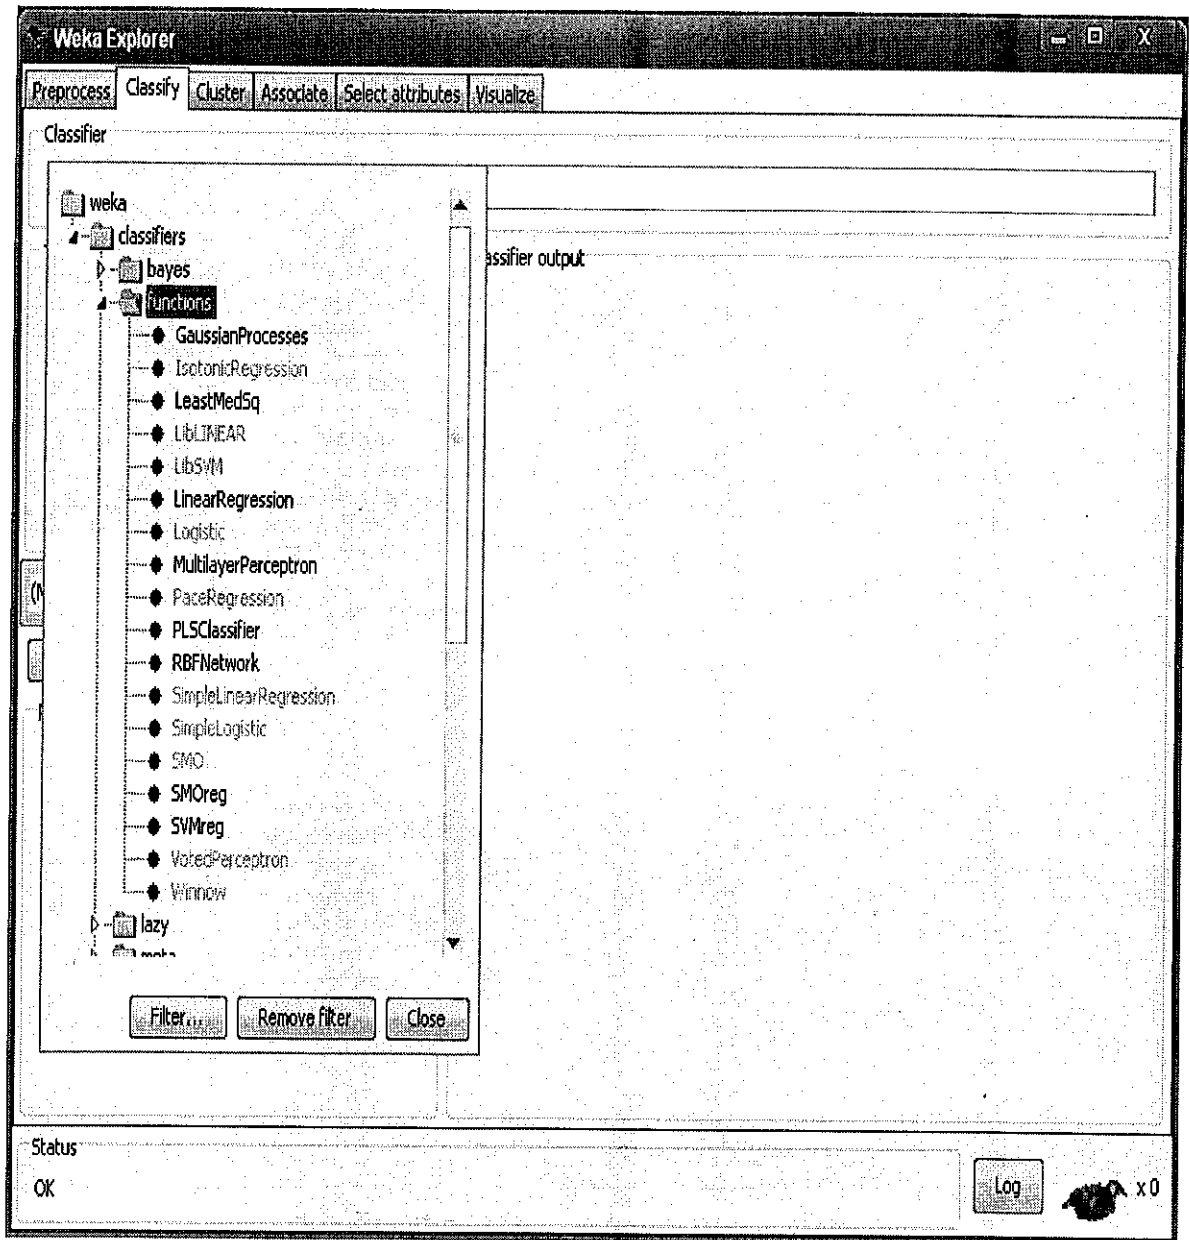 Weka Explorer
Preprocess Classify Cluster Associate Select attributes Visualize
Classifier
weka
classifiers
bayes
functions
GaussianProcesses
IsotonicRegression
LeastMedSq
LibLINEAR
LibSVM
LinearRegression
Logistic
MultilayerPerceptron
PaceRegression
PLSClassifier
RBFNetwork
SimpleLinearRegression
SimpleLogistic
SMO
SMOreg
SVMreg
VotedPerceptron
Winnow
lazy
meta
Filter... Remove filter Close
assifier output
Status
OK
Log
x 0